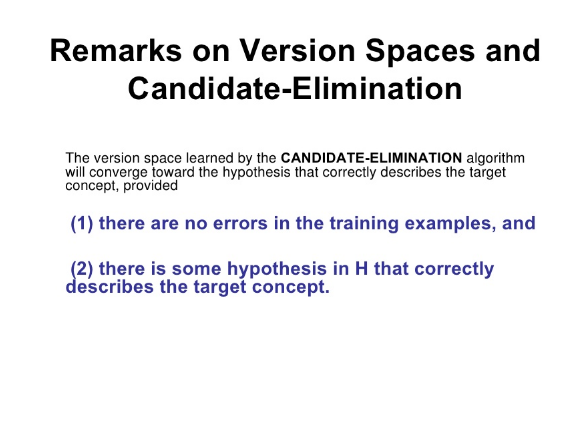 Remarks on Version Spaces and
Candidate-Elimination
The version space learned by the CANDIDATE-ELIMINATION algorithm
will converge toward the hypothesis that correctly describes the target
concept, provided
(1) there are no errors in the training examples, and
(2) there is some hypothesis in H that correctly
describes the target concept.